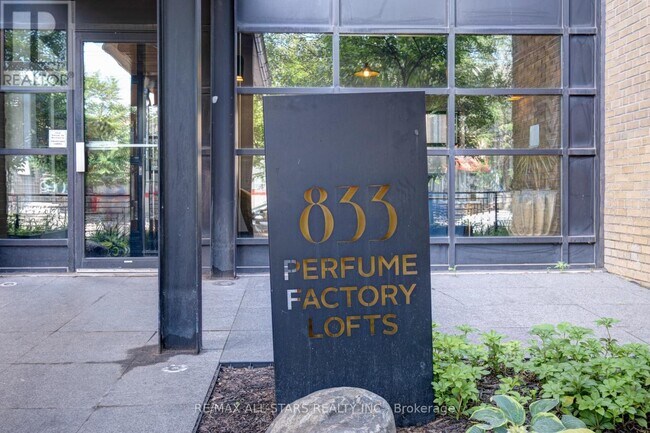 REALTOR
833
PERFUME
FACTORY
LOFTS
RE/MAX ALL-STARS REALTY INC., Brokerage